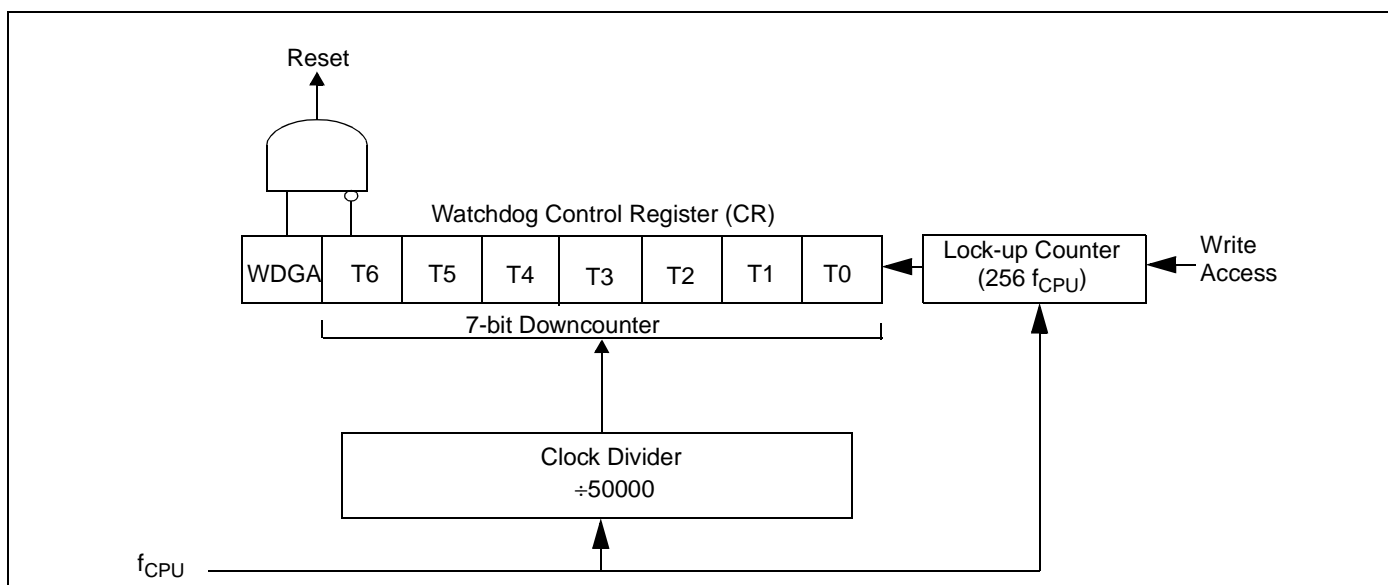 Reset
Watchdog Control Register (CR)
WDGA T6 T5 T4 T3 T2 T1 T0
Lock-up Counter
(256 fCPU)
Write
Access
7-bit Downcounter
Clock Divider
÷50000
fCPU